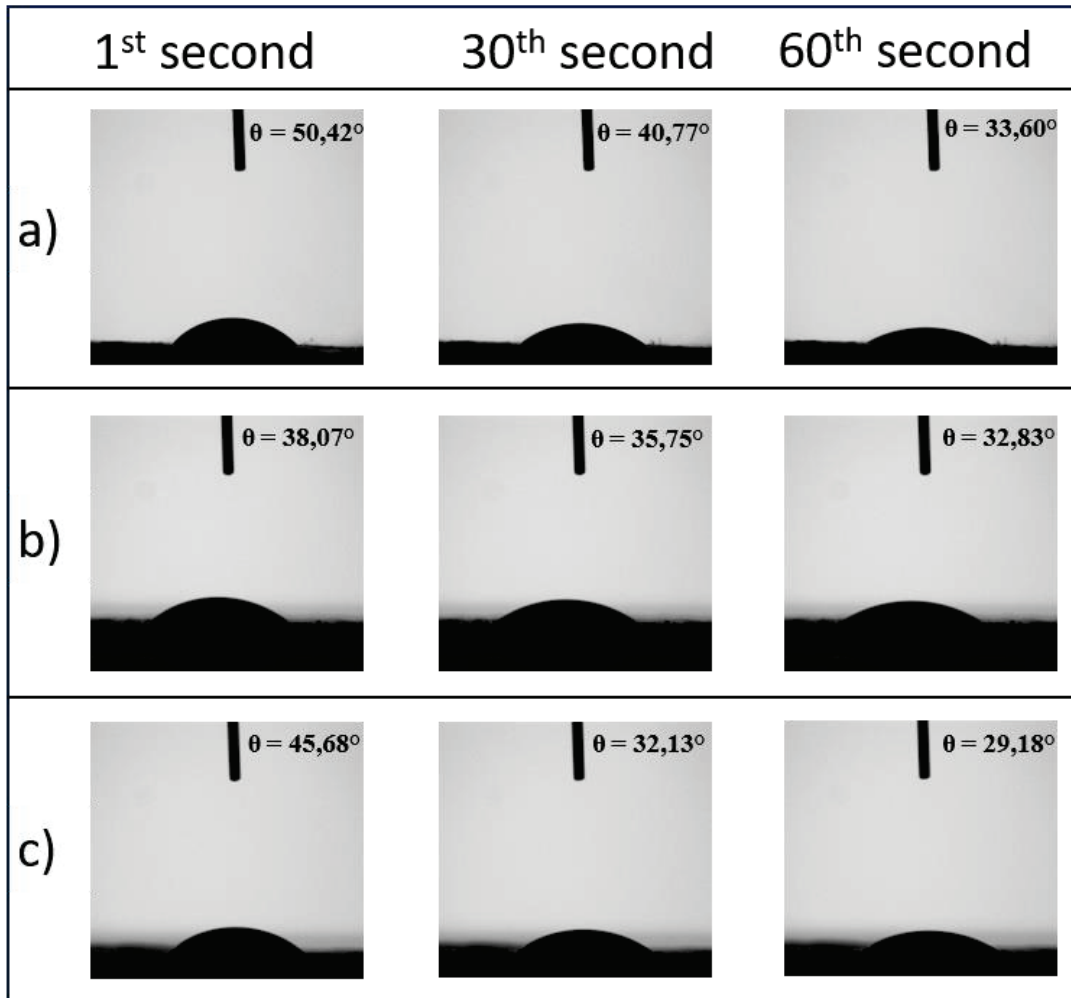 1st second 30th second 60th second
a) θ = 50,42° θ = 40,77° θ = 33,60°
b) θ = 38,07° θ = 35,75° θ = 32,83°
c) θ = 45,68° θ = 32,13° θ = 29,18°